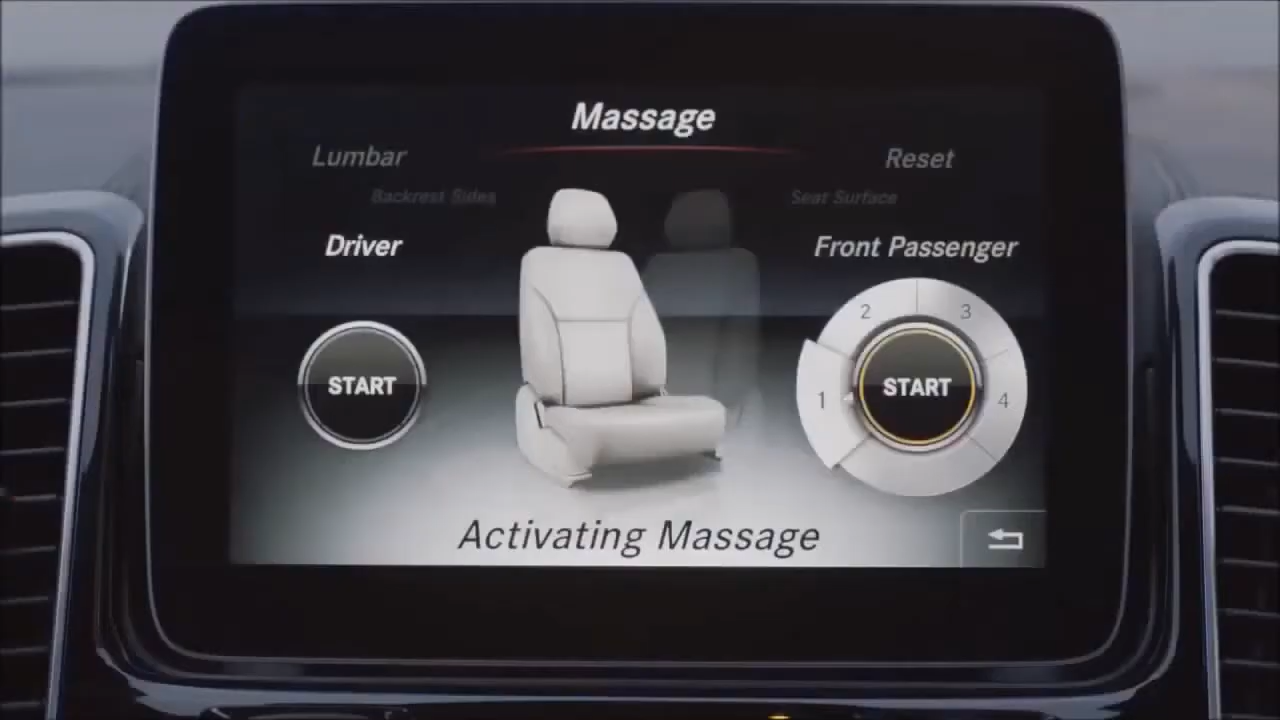 Massage
Lumbar
Reset
Backrest Sides
Seat Surface
Driver
Front Passenger
2 3
START
1 START 4
Activating Massage